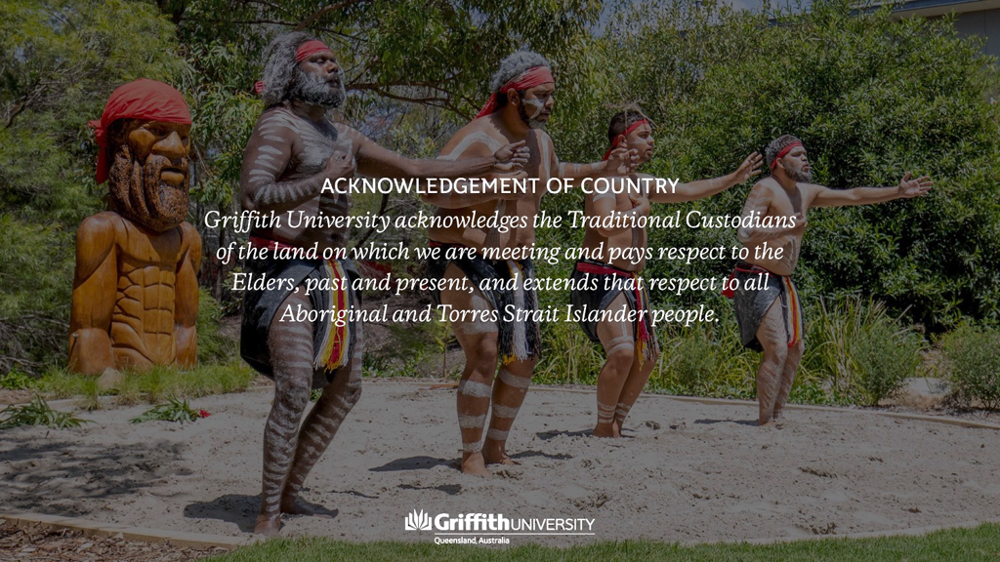 ACKNOWLEDGEMENT OF COUNTRY
Griffith University acknowledges the Traditional Custodians
of the land on which we are meeting and pays respect to the
Elders, past and present, and extends that respect to all
Aboriginal and Torres Strait Islander people.
Griffith UNIVERSITY
Queensland, Australia